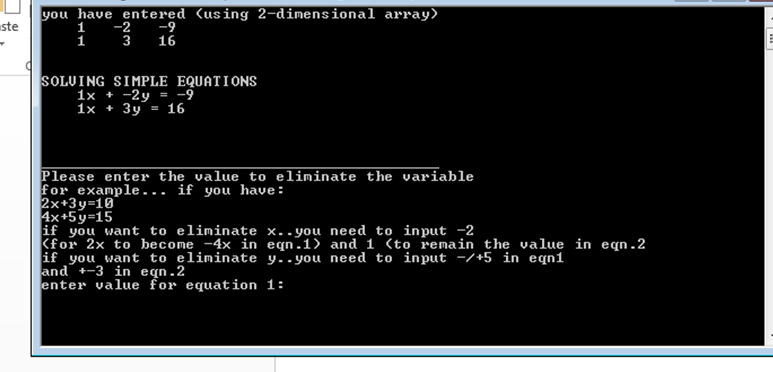 you have entered (using 2-dimensional array)
1 -2 -9
1 3 16
ste
SOLVING SIMPLE EQUATIONS
1x + -2y = -9
1x + 3y = 16
Please enter the value to eliminate the variable
for example... if you have:
2x+3y=10
4x+5y=15
if you want to eliminate x..you need to input -2
(for 2x to become -4x in eqn.1) and 1 (to remain the value in eqn.2
if you want to eliminate y..you need to input -/+5 in eqn1
and +-3 in eqn.2
enter value for equation 1: